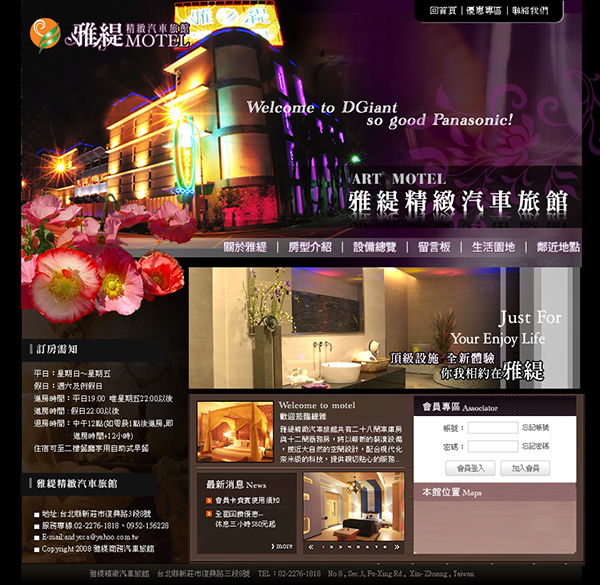 回首頁 | 優惠專區 | 聯絡我們
雅緹 精緻汽車旅館
MOTEL
Welcome to DGiant
so good Panasonic!
ART MOTEL
雅緹精緻汽車旅館
關於雅緹 | 房型介紹 | 設備總覽 | 留言板 | 生活園地 | 鄰近地點
Just For
Your Enjoy Life
頂級設施 全新體驗
你我相約在雅緹
訂房需知
平日：星期日~星期五
假日：週六及例假日
進房時間：平日19:00 唯星期五22:00以後
進房時間：假日22:00以後
退房時間：中午12點(如零晨1點後進房,即
進房時間+12小時)
住宿可至二樓餐廳享用自助式早餐
Welcome to motel
歡迎蒞臨緹雅
雅緹精緻汽車旅館共有二十八間車庫房
與十二間商務房，將以嶄新的裝潢設備
，接近大自然的空間設計，配合現代化
奈米級的科技，提供親切貼心的服務...
會員專區 Associator
帳號：
忘記帳號
密碼：
忘記密碼
會員登入
加入會員
本館位置 Maps
最新消息 News
會員卡貴賓使用須知
全面回饋優惠--
休息三小時580元起
more
雅緹精緻汽車旅館
地址:台北縣新莊市復興路3段8號
服務專線:02-2276-1818、0952-156228
E-mail:andycca@yahoo.com.tw
Copyright 2008 雅緹商務汽車旅館
雅緹精緻汽車旅館 台北縣新莊市復興路三段8號 TEL：02-2276-1818 No.8, Sec.3, Fu-Xing Rd., Xin-Zhuang, Taiwan